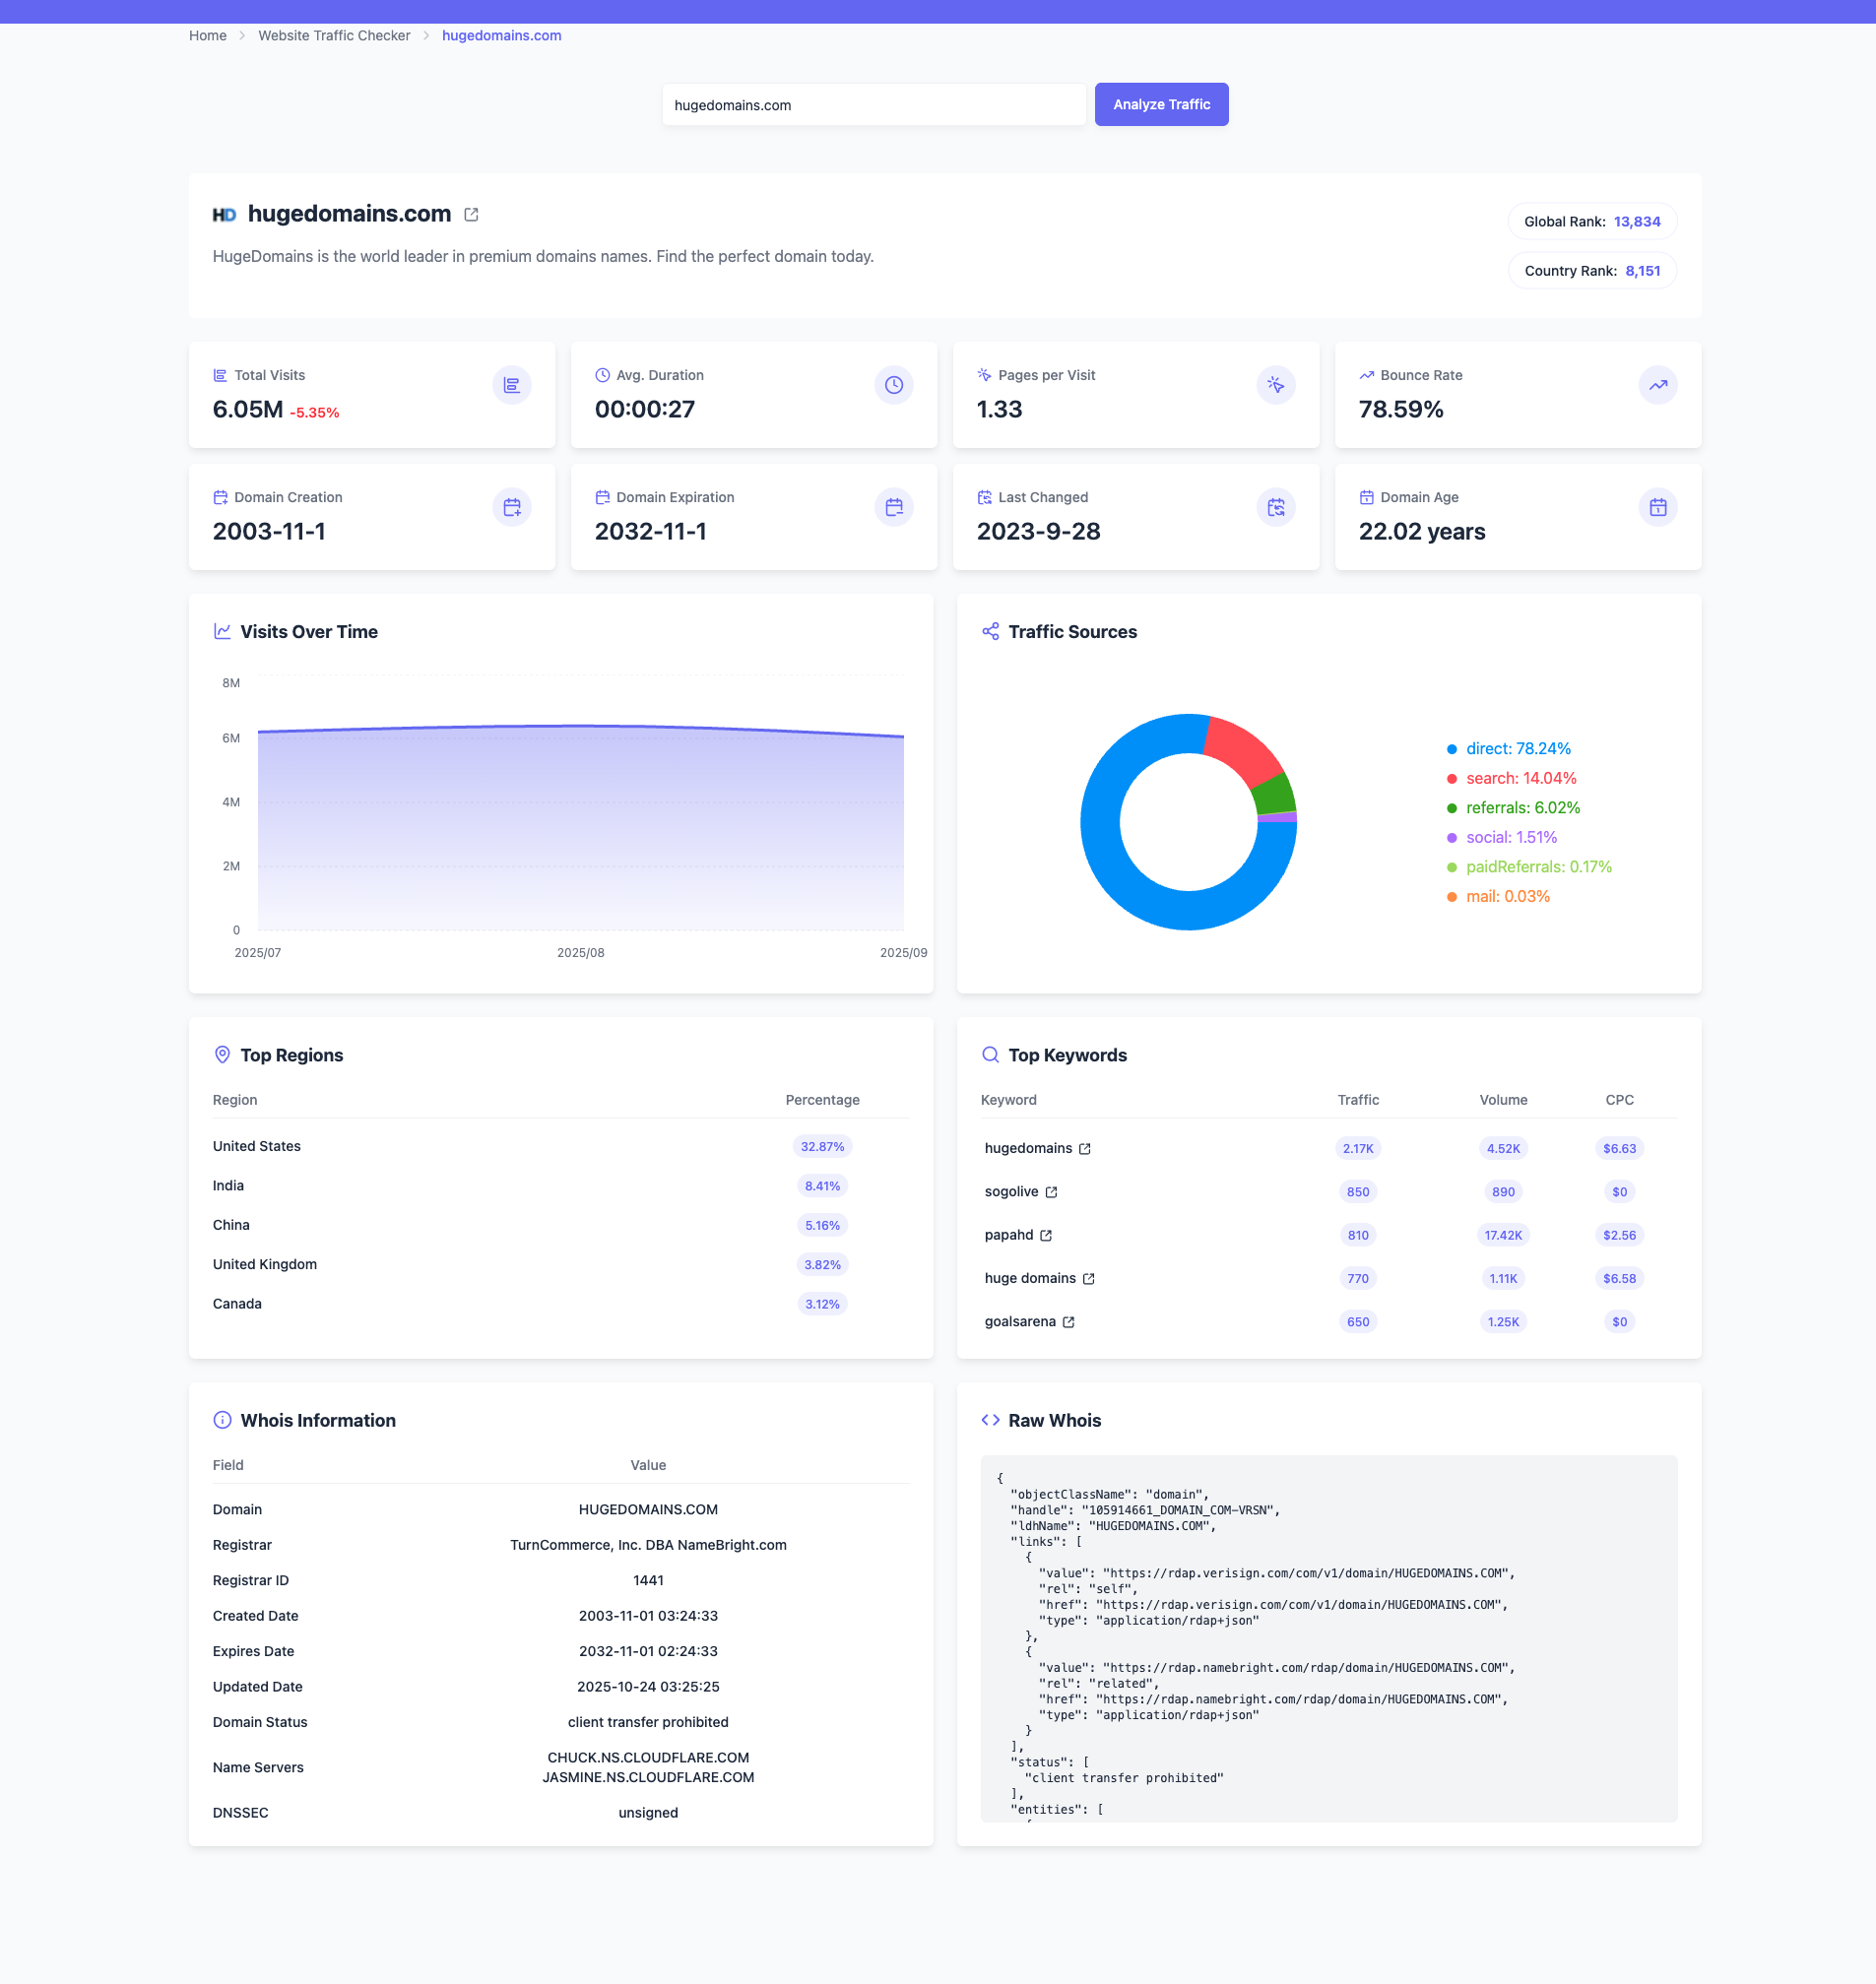 Home > Website Traffic Checker > hugedomains.com
hugedomains.com
Analyze Traffic
HD hugedomains.com
HugeDomains is the world leader in premium domains names. Find the perfect domain today.
Global Rank: 13,834
Country Rank: 8,151
Total Visits
6.05M -5.35%
Avg. Duration
00:00:27
Pages per Visit
1.33
Bounce Rate
78.59%
Domain Creation
2003-11-1
Domain Expiration
2032-11-1
Last Changed
2023-9-28
Domain Age
22.02 years
Visits Over Time
8M
6M
4M
2M
0
2025/07 2025/08 2025/09
Traffic Sources
direct: 78.24%
search: 14.04%
referrals: 6.02%
social: 1.51%
paidReferrals: 0.17%
mail: 0.03%
Top Regions
Region Percentage
United States 32.87%
India 8.41%
China 5.16%
United Kingdom 3.82%
Canada 3.12%
Top Keywords
Keyword Traffic Volume CPC
hugedomains 2.17K 4.52K $6.63
sogolive 850 890 $0
papahd 810 17.42K $2.56
huge domains 770 1.11K $6.58
goalsarena 650 1.25K $0
Whois Information
Field Value
Domain HUGEDOMAINS.COM
Registrar TurnCommerce, Inc. DBA NameBright.com
Registrar ID 1441
Created Date 2003-11-01 03:24:33
Expires Date 2032-11-01 02:24:33
Updated Date 2025-10-24 03:25:25
Domain Status client transfer prohibited
Name Servers CHUCK.NS.CLOUDFLARE.COM
JASMINE.NS.CLOUDFLARE.COM
DNSSEC unsigned
Raw Whois
{
"objectClassName": "domain",
"handle": "105914661_DOMAIN_COM-VRSN",
"ldhName": "HUGEDOMAINS.COM",
"links": [
{
"value": "https://rdap.verisign.com/com/v1/domain/HUGEDOMAINS.COM",
"rel": "self",
"href": "https://rdap.verisign.com/com/v1/domain/HUGEDOMAINS.COM",
"type": "application/rdap+json"
},
{
"value": "https://rdap.namebright.com/rdap/domain/HUGEDOMAINS.COM",
"rel": "related",
"href": "https://rdap.namebright.com/rdap/domain/HUGEDOMAINS.COM",
"type": "application/rdap+json"
}
],
"status": [
"client transfer prohibited"
],
"entities": [